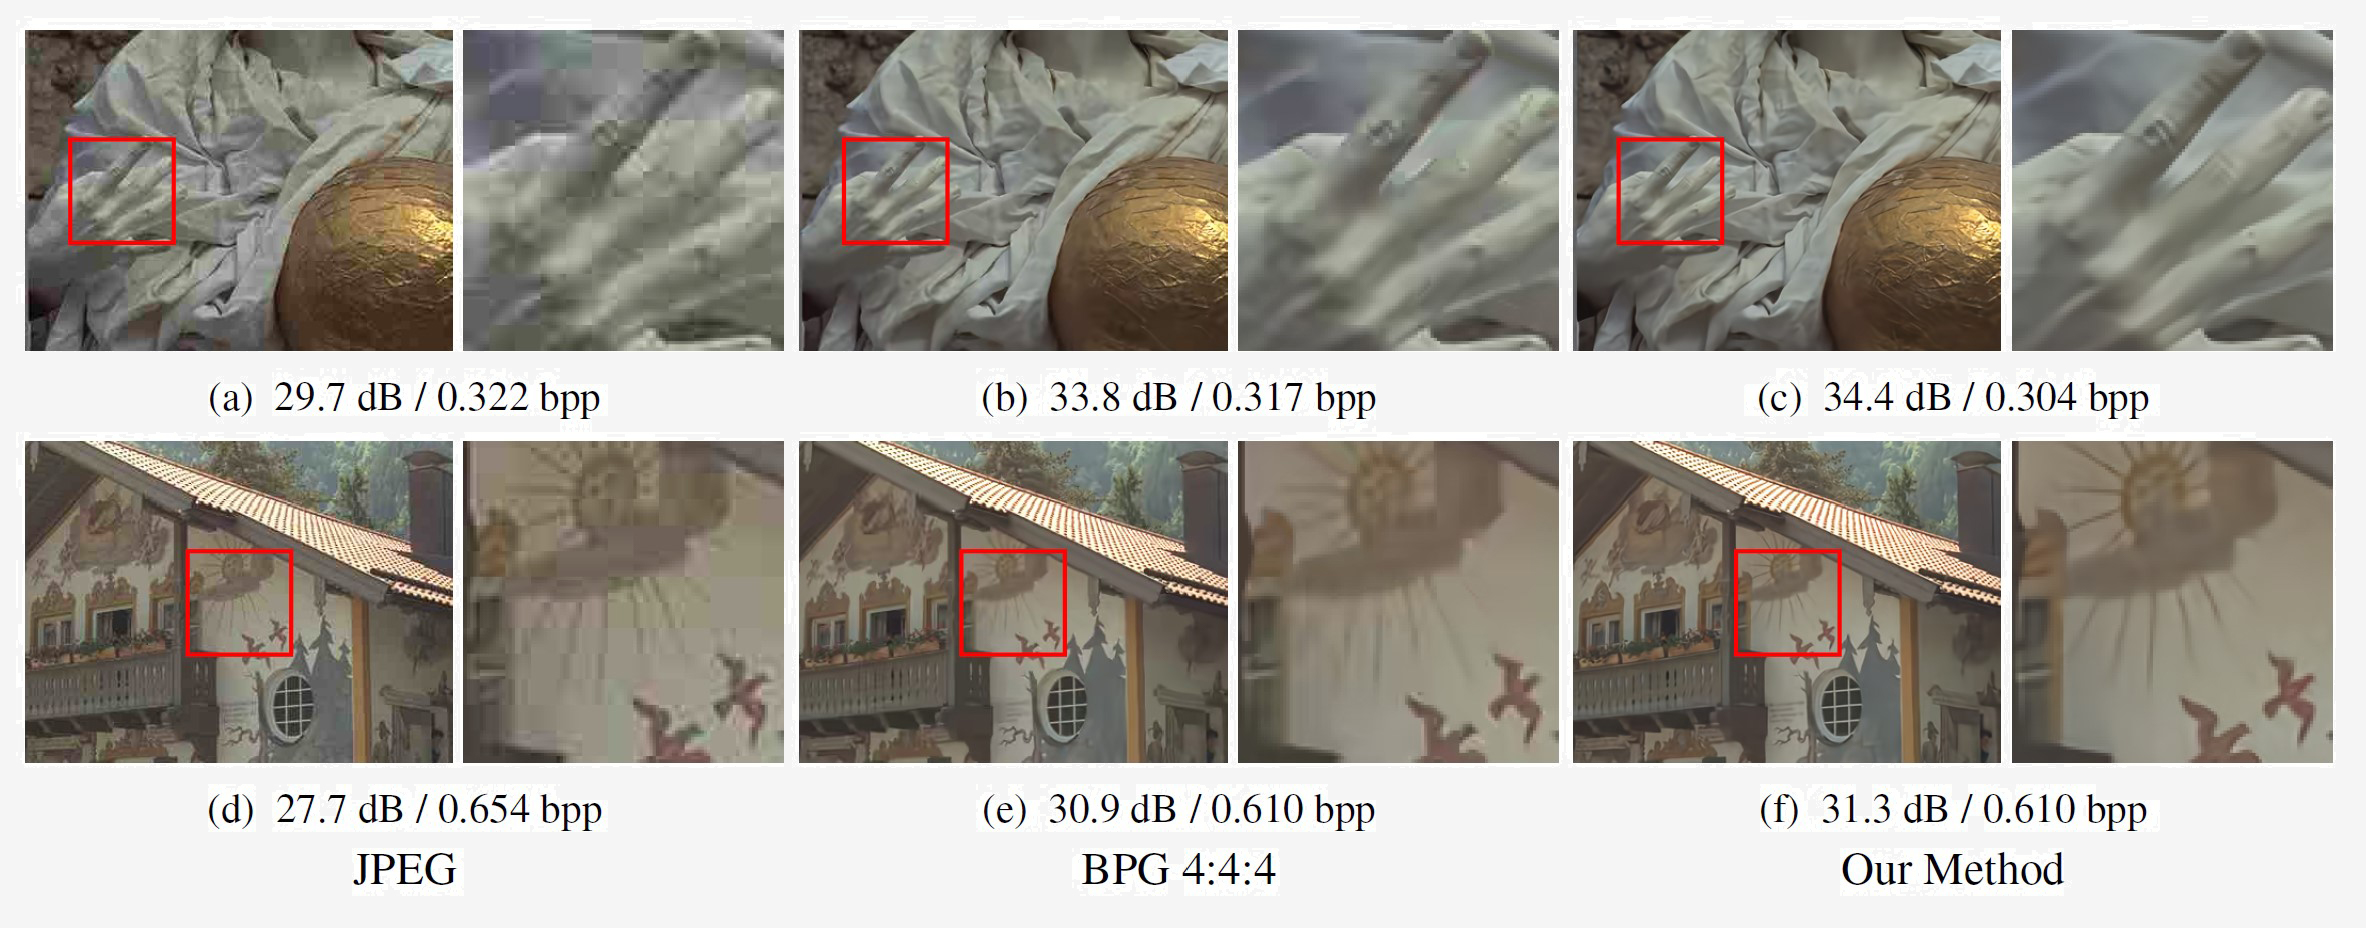 (a) 29.7 dB / 0.322 bpp
(b) 33.8 dB / 0.317 bpp
(c) 34.4 dB / 0.304 bpp
(d) 27.7 dB / 0.654 bpp
(e) 30.9 dB / 0.610 bpp
(f) 31.3 dB / 0.610 bpp
JPEG
BPG 4:4:4
Our Method